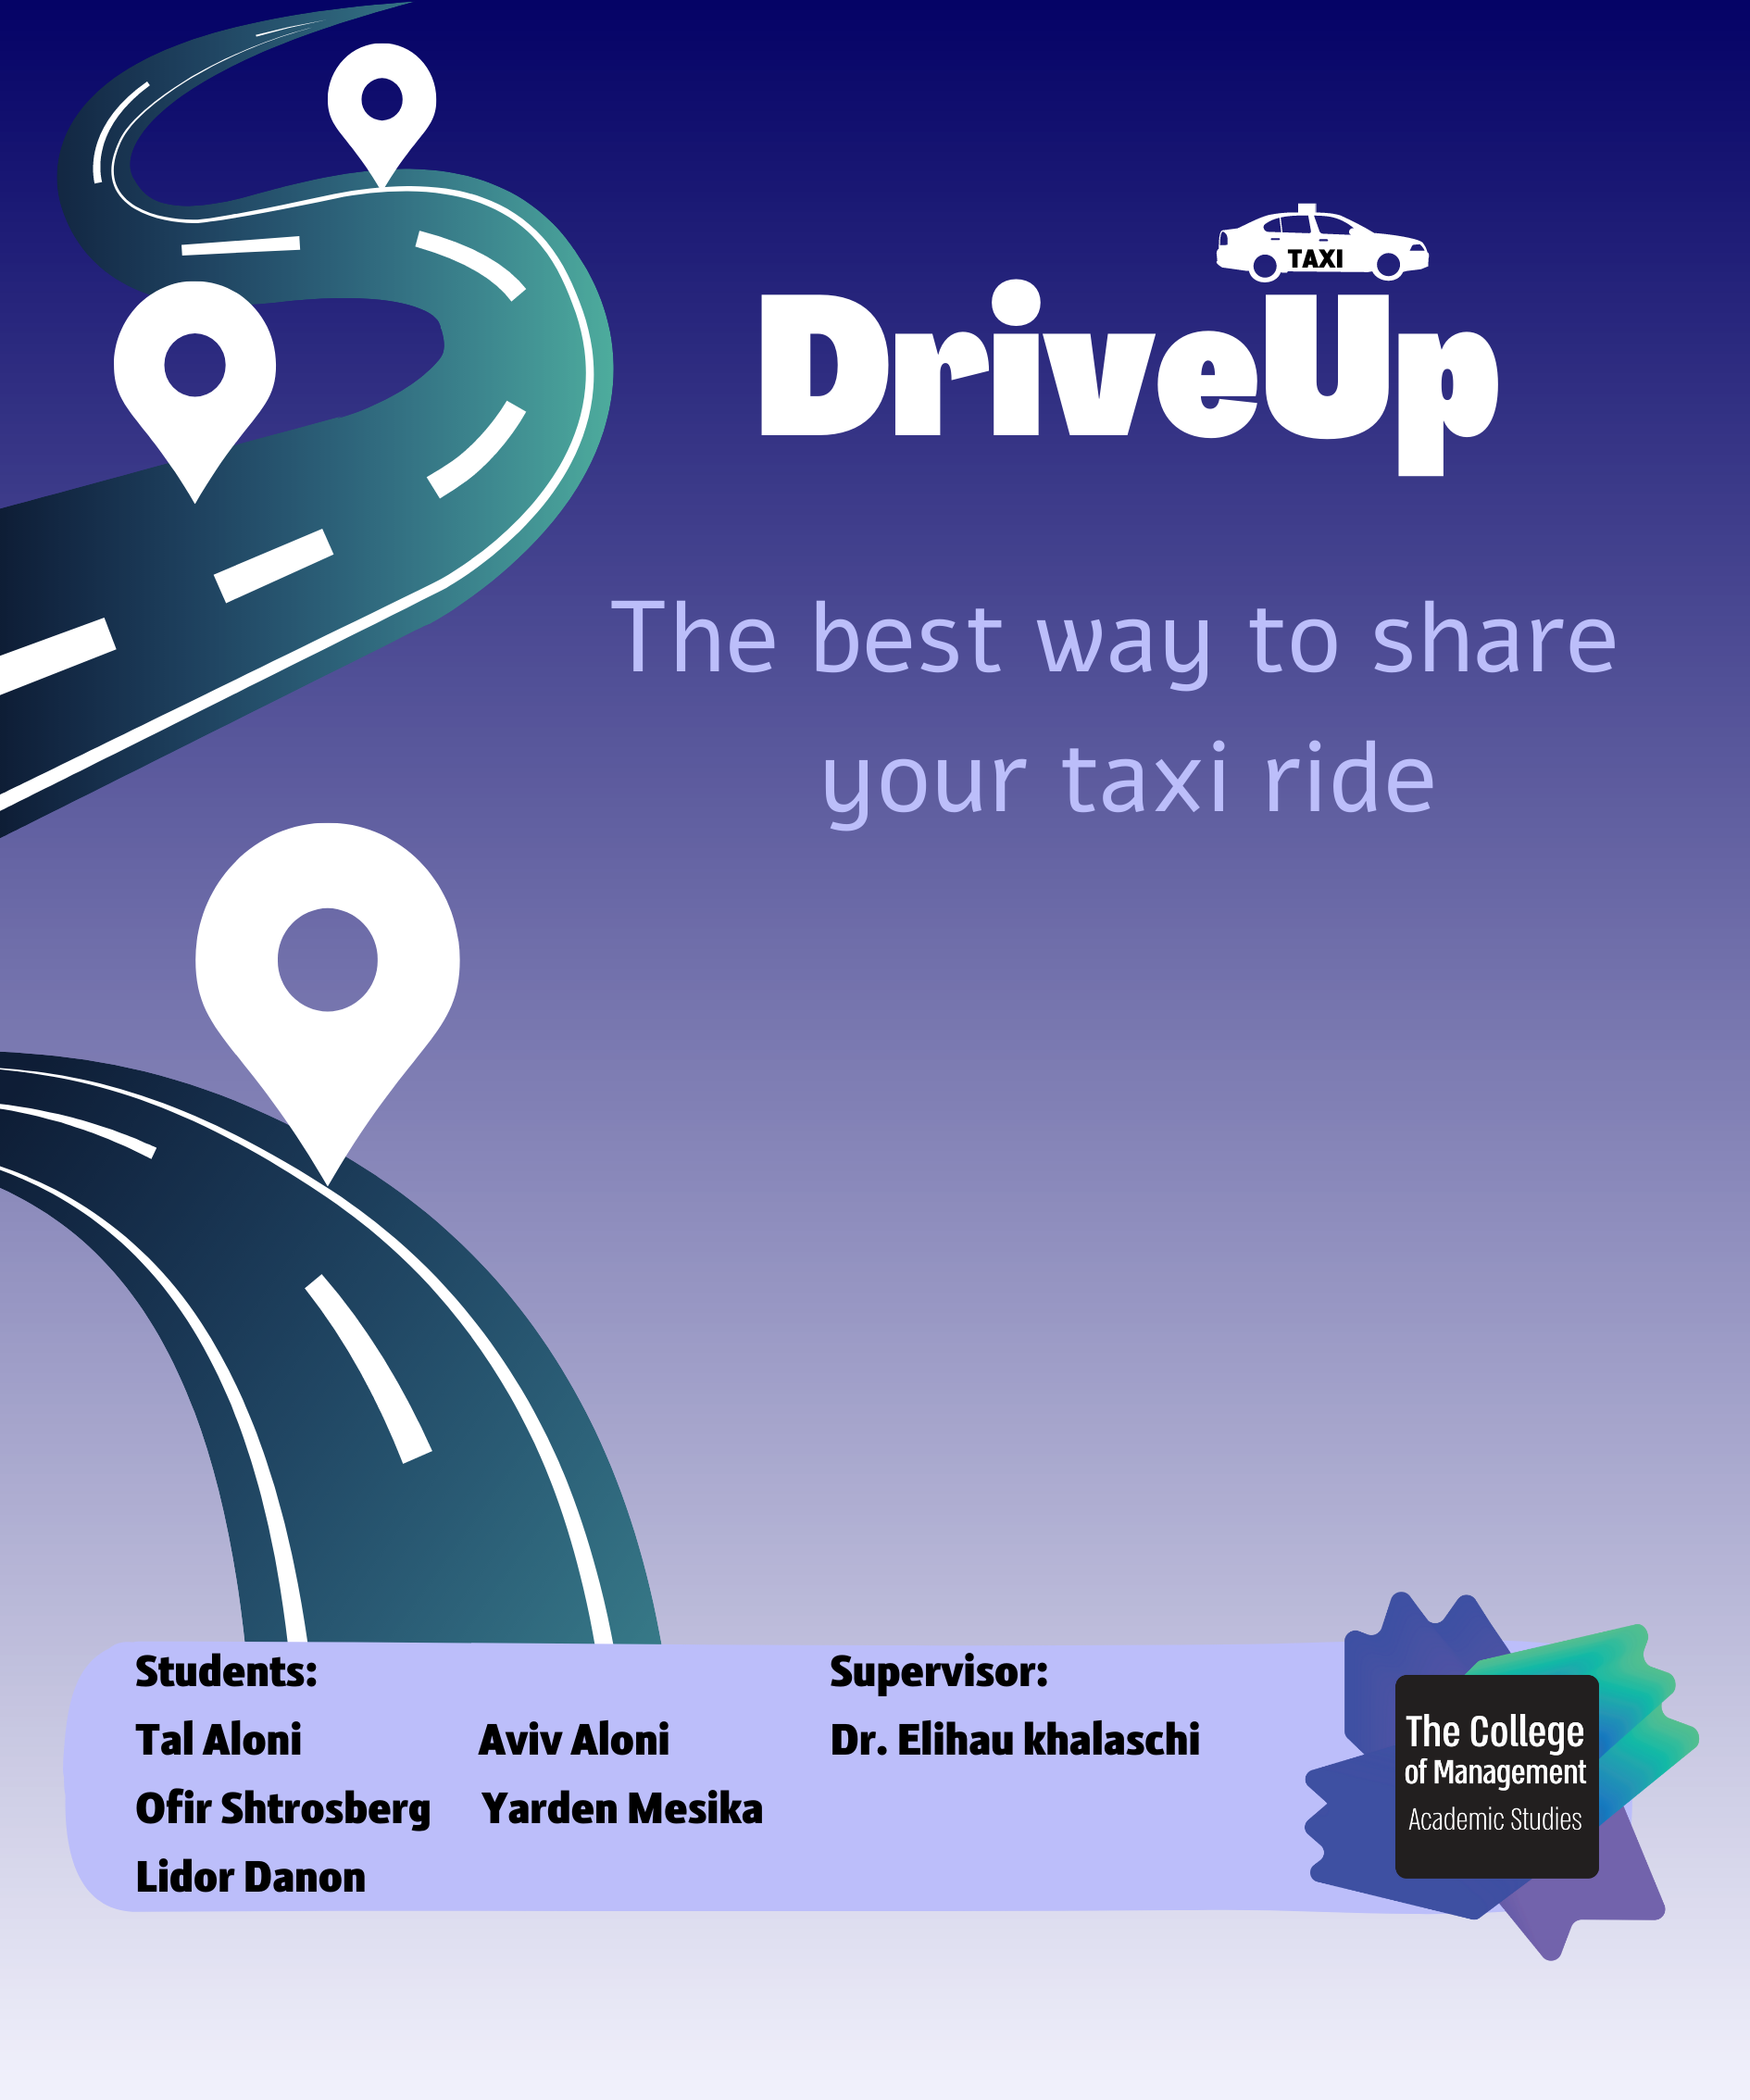 TAXI
DriveUp
The best way to share
your taxi ride
Students:
Tal Aloni
Aviv Aloni
Ofir Shtrosberg
Yarden Mesika
Lidor Danon
Supervisor:
Dr. Elihau khalaschi
The College
of Management
Academic Studies